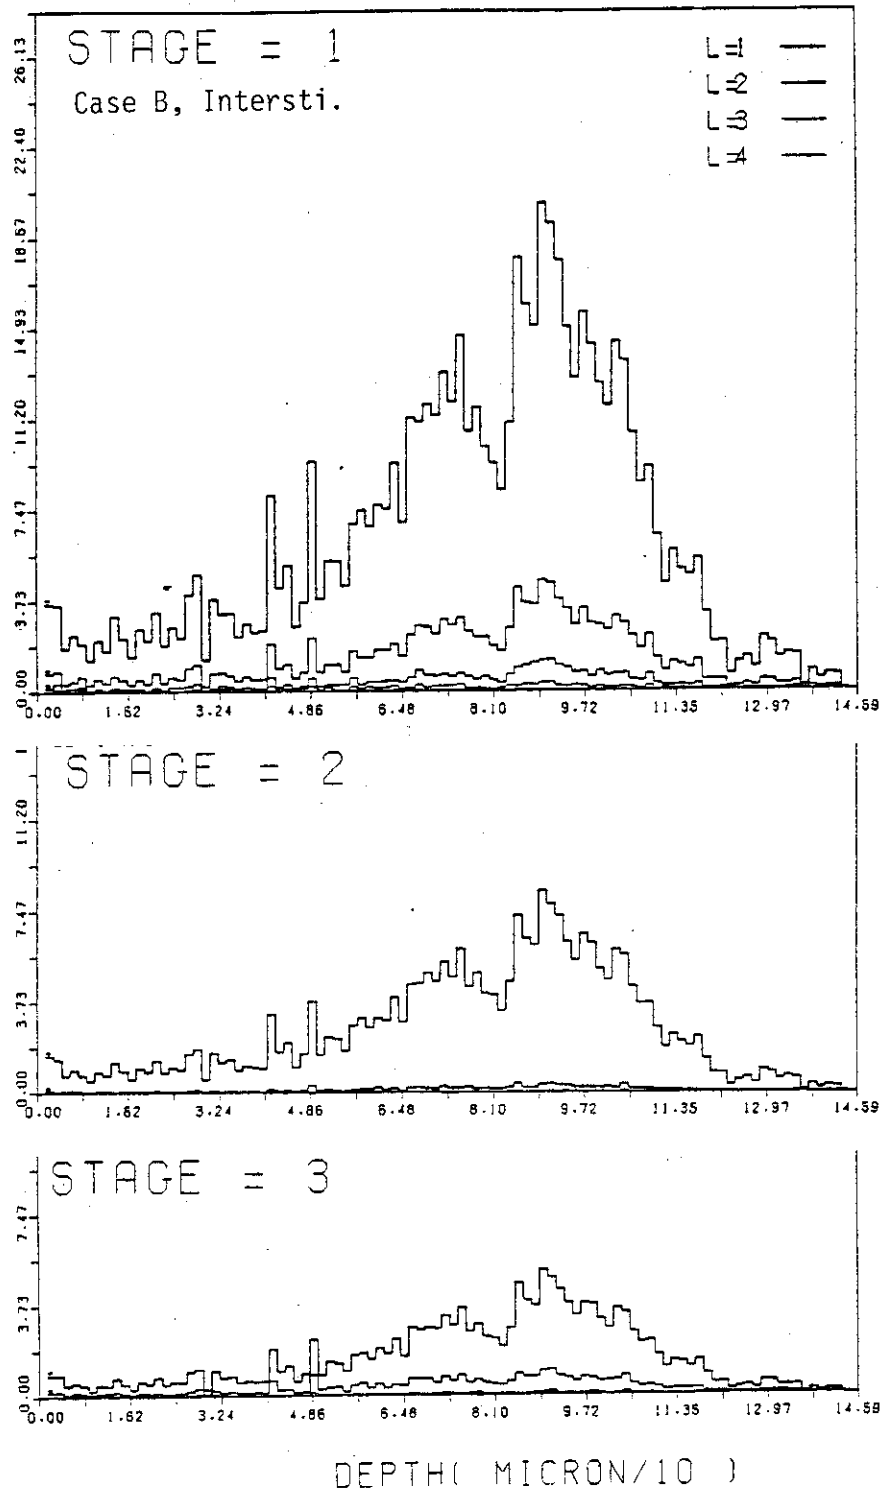 STAGE = 1
Case B, Intersti.
L=1
L=2
L=3
L=4
26.13
22.40
18.67
14.93
11.20
7.47
3.73
0.00
0.00 1.62 3.24 4.86 6.48 8.10 9.72 11.35 12.97 14.59
STAGE = 2
11.20
7.47
3.73
0.00
0.00 1.62 3.24 4.86 6.48 8.10 9.72 11.35 12.97 14.59
STAGE = 3
7.47
3.73
0.00
0.00 1.62 3.24 4.86 6.48 8.10 9.72 11.35 12.97 14.59
DEPTH( MICRON/10 )